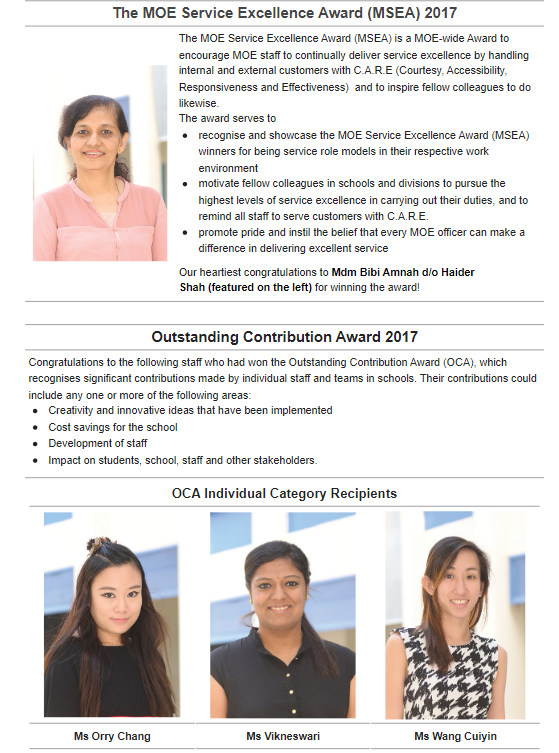 The MOE Service Excellence Award (MSEA) 2017
The MOE Service Excellence Award (MSEA) is a MOE-wide Award to
encourage MOE staff to continually deliver service excellence by handling
internal and external customers with C.A.R.E (Courtesy, Accessibility,
Responsiveness and Effectiveness)  and to inspire fellow colleagues to do
likewise.
The award serves to
● recognise and showcase the MOE Service Excellence Award (MSEA)
winners for being service role models in their respective work
environment
● motivate fellow colleagues in schools and divisions to pursue the
highest levels of service excellence in carrying out their duties, and to
remind all staff to serve customers with C.A.R.E.
● promote pride and instil the belief that every MOE officer can make a
difference in delivering excellent service
Our heartiest congratulations to Mdm Bibi Amnah d/o Haider
Shah (featured on the left) for winning the award!
Outstanding Contribution Award 2017
Congratulations to the following staff who had won the Outstanding Contribution Award (OCA), which
recognises significant contributions made by individual staff and teams in schools. Their contributions could
include any one or more of the following areas:
● Creativity and innovative ideas that have been implemented
● Cost savings for the school
● Development of staff
● Impact on students, school, staff and other stakeholders.
OCA Individual Category Recipients
Ms Orry Chang
Ms Vikneswari
Ms Wang Cuiyin